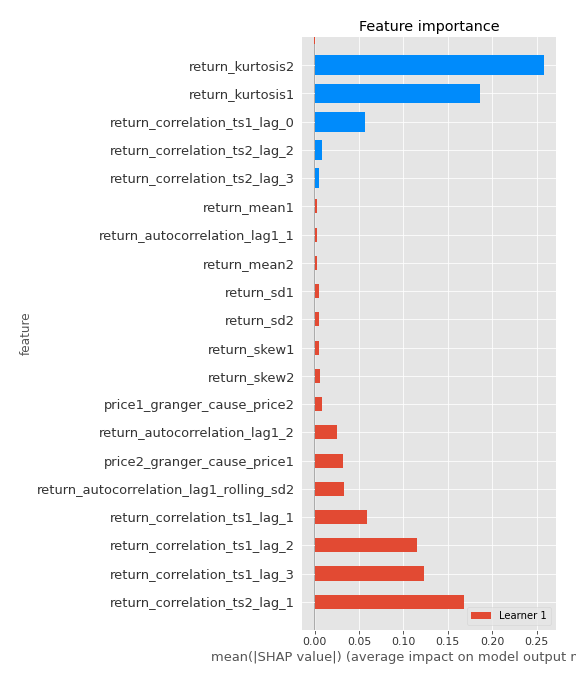 Feature importance
return_kurtosis2
return_kurtosis1
return_correlation_ts1_lag_0
return_correlation_ts2_lag_2
return_correlation_ts2_lag_3
return_mean1
return_autocorrelation_lag1_1
return_mean2
return_sd1
return_sd2
return_skew1
return_skew2
price1_granger_cause_price2
return_autocorrelation_lag1_2
price2_granger_cause_price1
return_autocorrelation_lag1_rolling_sd2
return_correlation_ts1_lag_1
return_correlation_ts1_lag_2
return_correlation_ts1_lag_3
return_correlation_ts2_lag_1
feature
Learner 1
0.00 0.05 0.10 0.15 0.20 0.25
mean(|SHAP value|) (average impact on model output